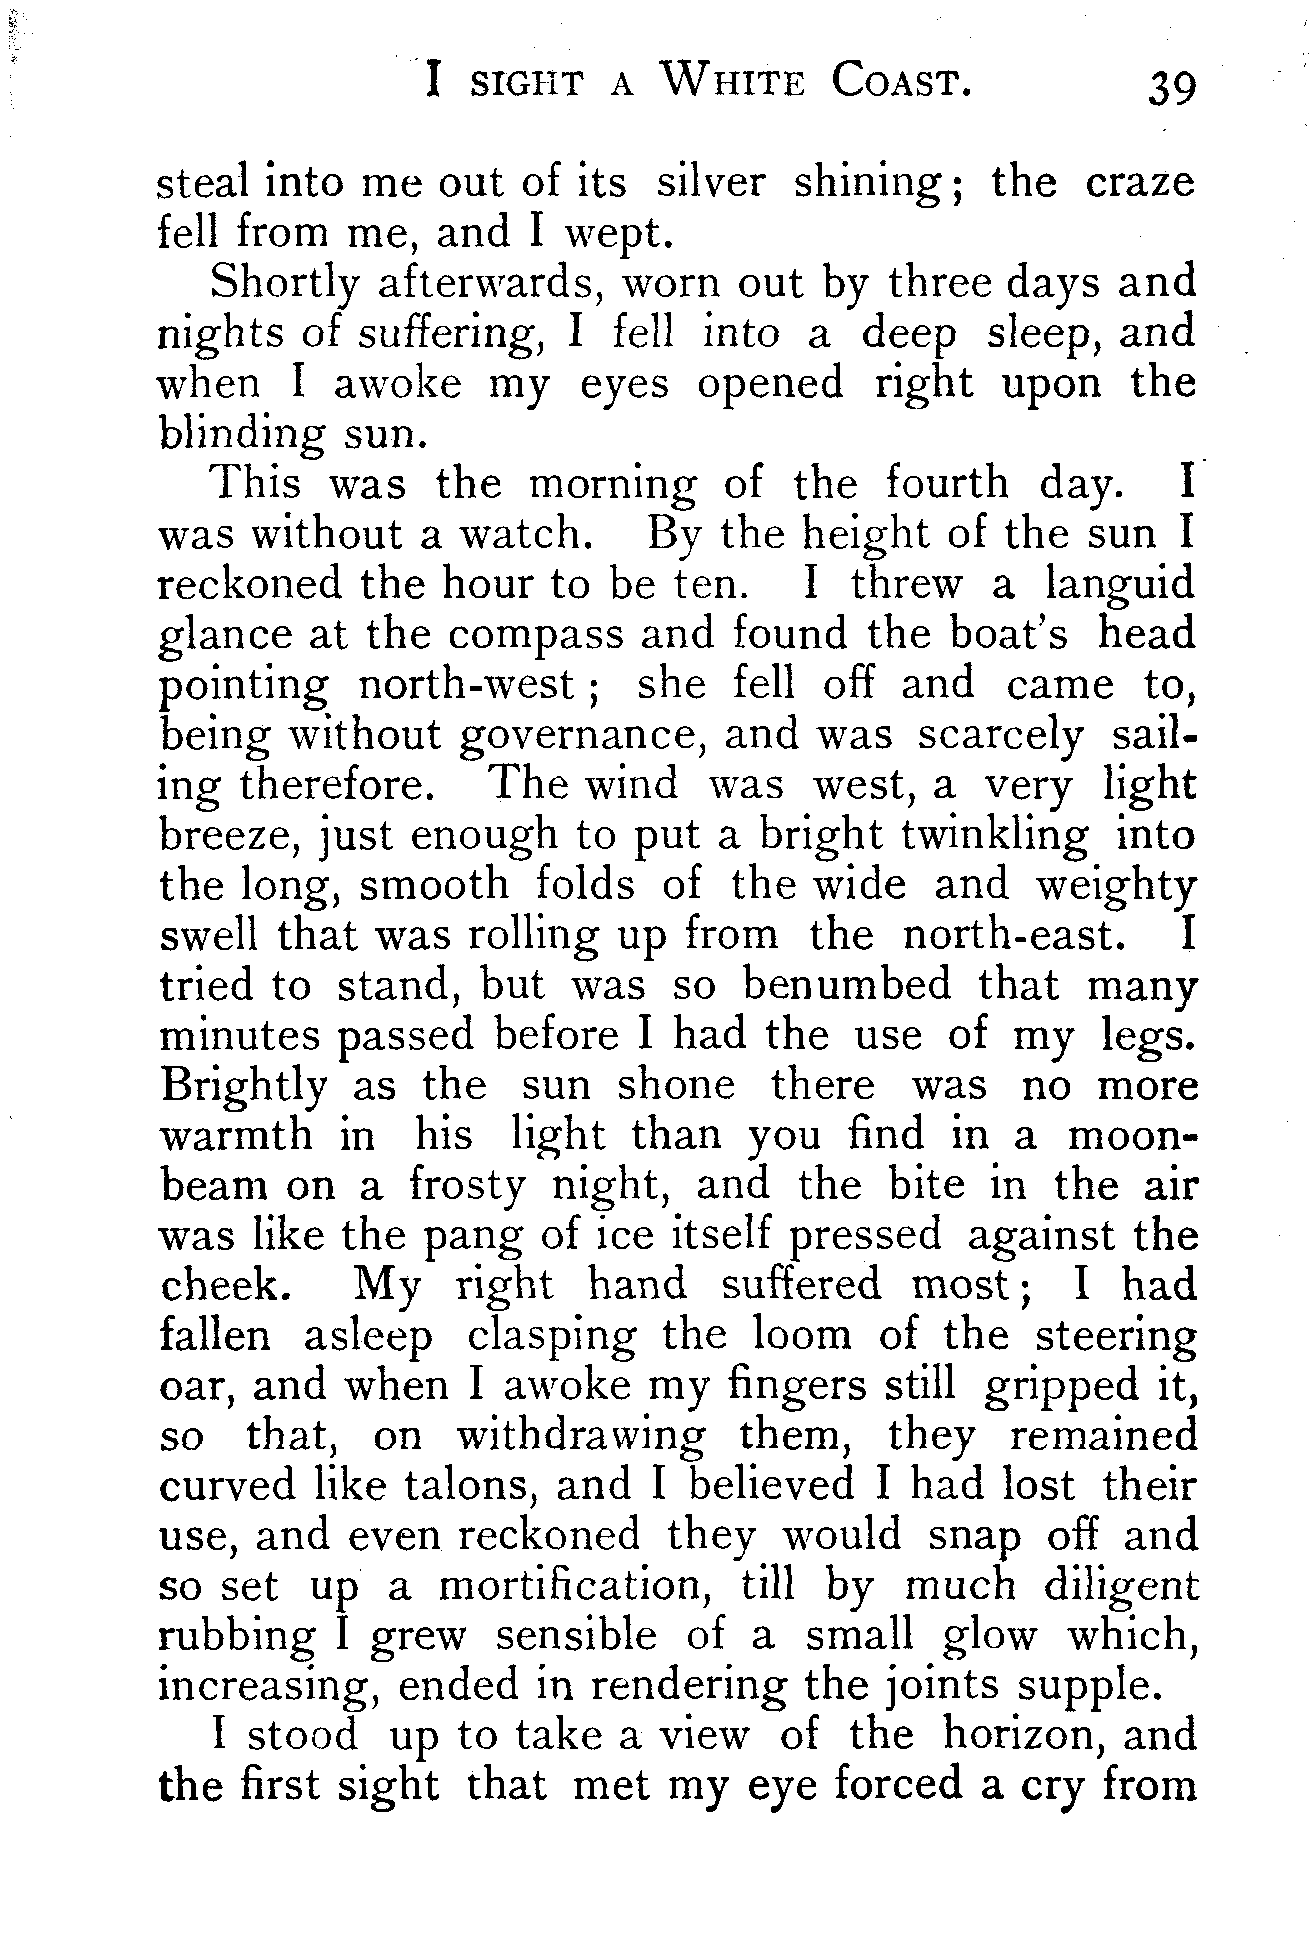 I SIGHT A WHITE COAST. 39
steal into me out of its silver shining; the craze
fell from me, and I wept.
Shortly afterwards, worn out by three days and
nights of suffering, I fell into a deep sleep, and
when I awoke my eyes opened right upon the
blinding sun.
This was the morning of the fourth day. I
was without a watch. By the height of the sun I
reckoned the hour to be ten. I threw a languid
glance at the compass and found the boat's head
pointing north-west; she fell off and came to,
being without governance, and was scarcely sail-
ing therefore. The wind was west, a very light
breeze, just enough to put a bright twinkling into
the long, smooth folds of the wide and weighty
swell that was rolling up from the north-east. I
tried to stand, but was so benumbed that many
minutes passed before I had the use of my legs.
Brightly as the sun shone there was no more
warmth in his light than you find in a moon-
beam on a frosty night, and the bite in the air
was like the pang of ice itself pressed against the
cheek. My right hand suffered most; I had
fallen asleep clasping the loom of the steering
oar, and when I awoke my fingers still gripped it,
so that, on withdrawing them, they remained
curved like talons, and I believed I had lost their
use, and even reckoned they would snap off and
so set up a mortification, till by much diligent
rubbing I grew sensible of a small glow which,
increasing, ended in rendering the joints supple.
I stood up to take a view of the horizon, and
the first sight that met my eye forced a cry from